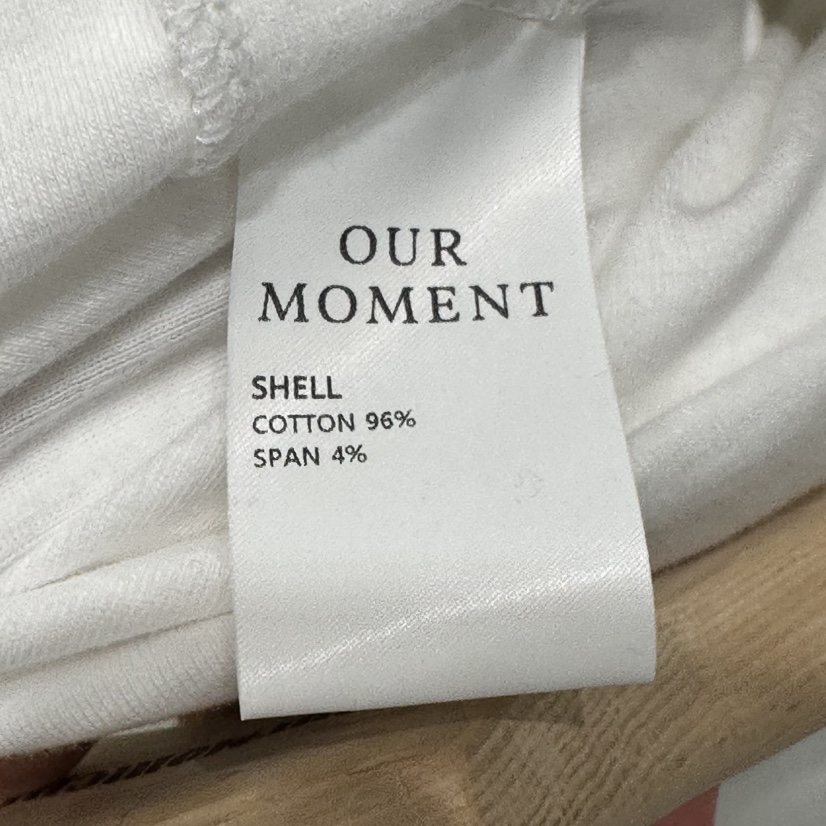 OUR
MOMENT
SHELL
COTTON 96%
SPAN 4%